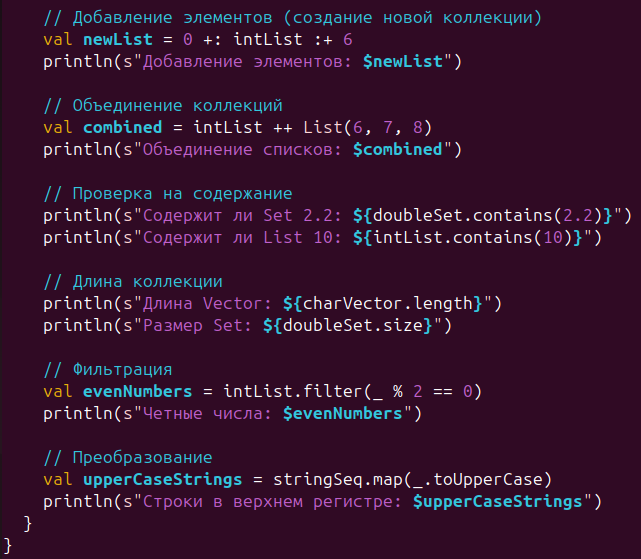 // Добавление элементов (создание новой коллекции)
val newList = 0 +: intList :+ 6
println(s"Добавление элементов: $newList")
// Объединение коллекций
val combined = intList ++ List(6, 7, 8)
println(s"Объединение списков: $combined")
// Проверка на содержание
println(s"Содержит ли Set 2.2: ${doubleSet.contains(2.2)}")
println(s"Содержит ли List 10: ${intList.contains(10)}")
// Длина коллекции
println(s"Длина Vector: ${charVector.length}")
println(s"Размер Set: ${doubleSet.size}")
// Фильтрация
val evenNumbers = intList.filter(_ % 2 == 0)
println(s"Четные числа: $evenNumbers")
// Преобразование
val upperCaseStrings = stringSeq.map(_.toUpperCase)
println(s"Строки в верхнем регистре: $upperCaseStrings")
}
}